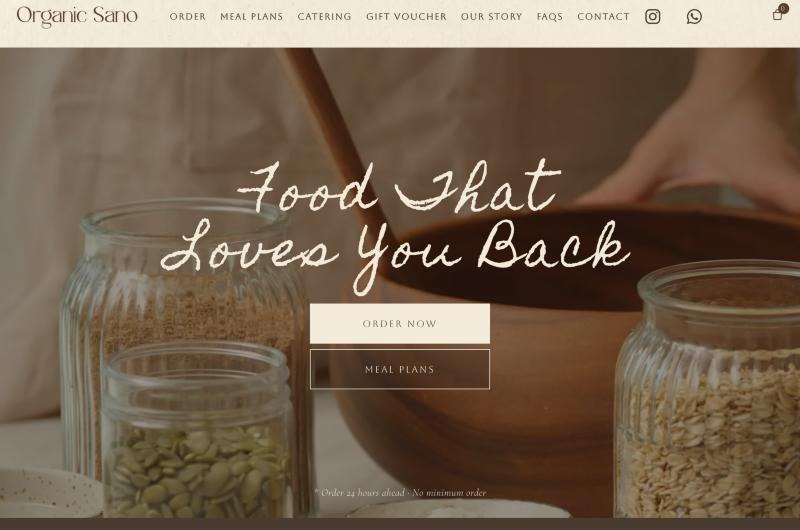 Organic Sano
ORDER MEAL PLANS CATERING GIFT VOUCHER OUR STORY FAQS CONTACT
0
Food That
Loves You Back
ORDER NOW
MEAL PLANS
* Order 24 hours ahead · No minimum order